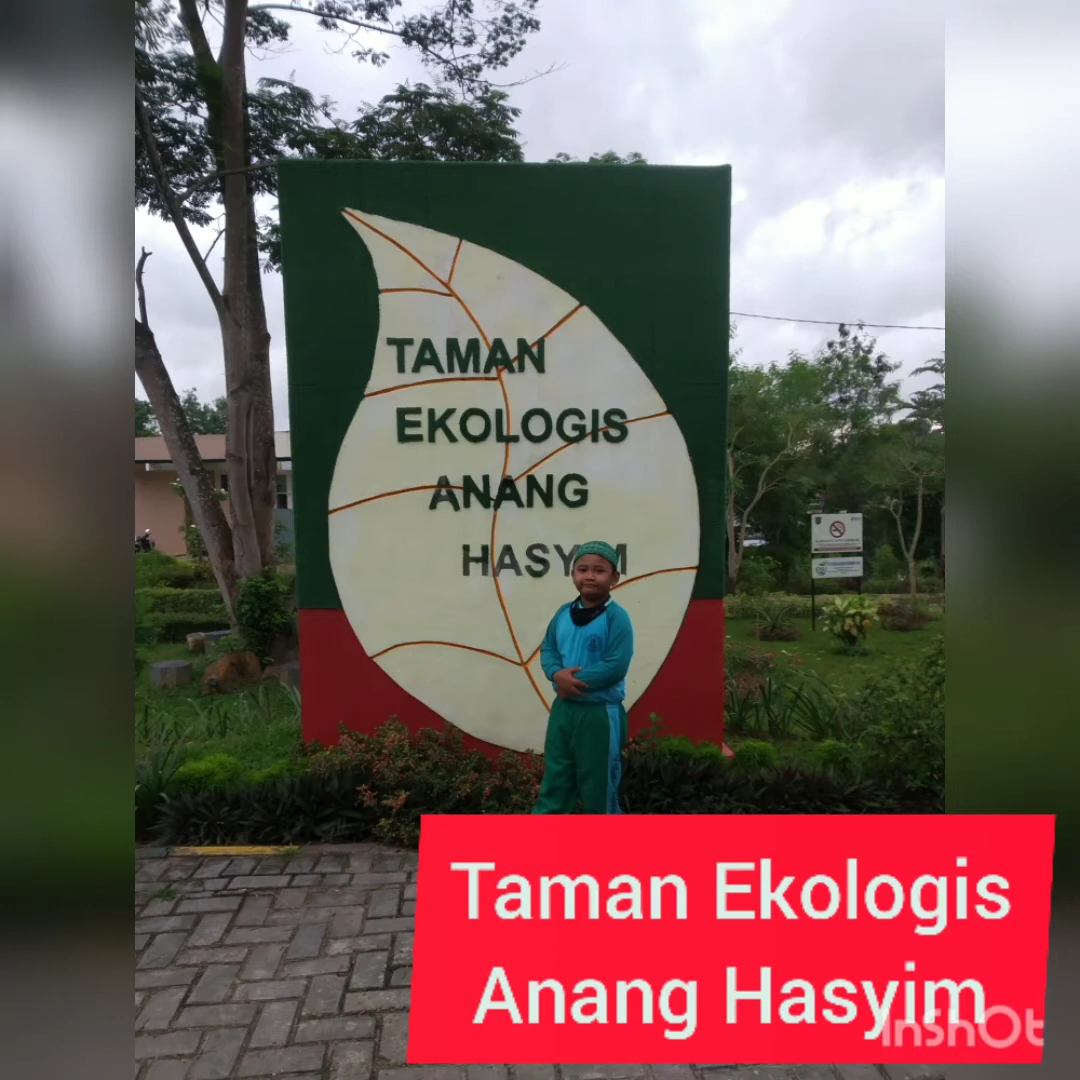 TAMAN
EKOLOGIS
ANANG
HASYIM
Taman Ekologis
Anang Hasyim
InShOt